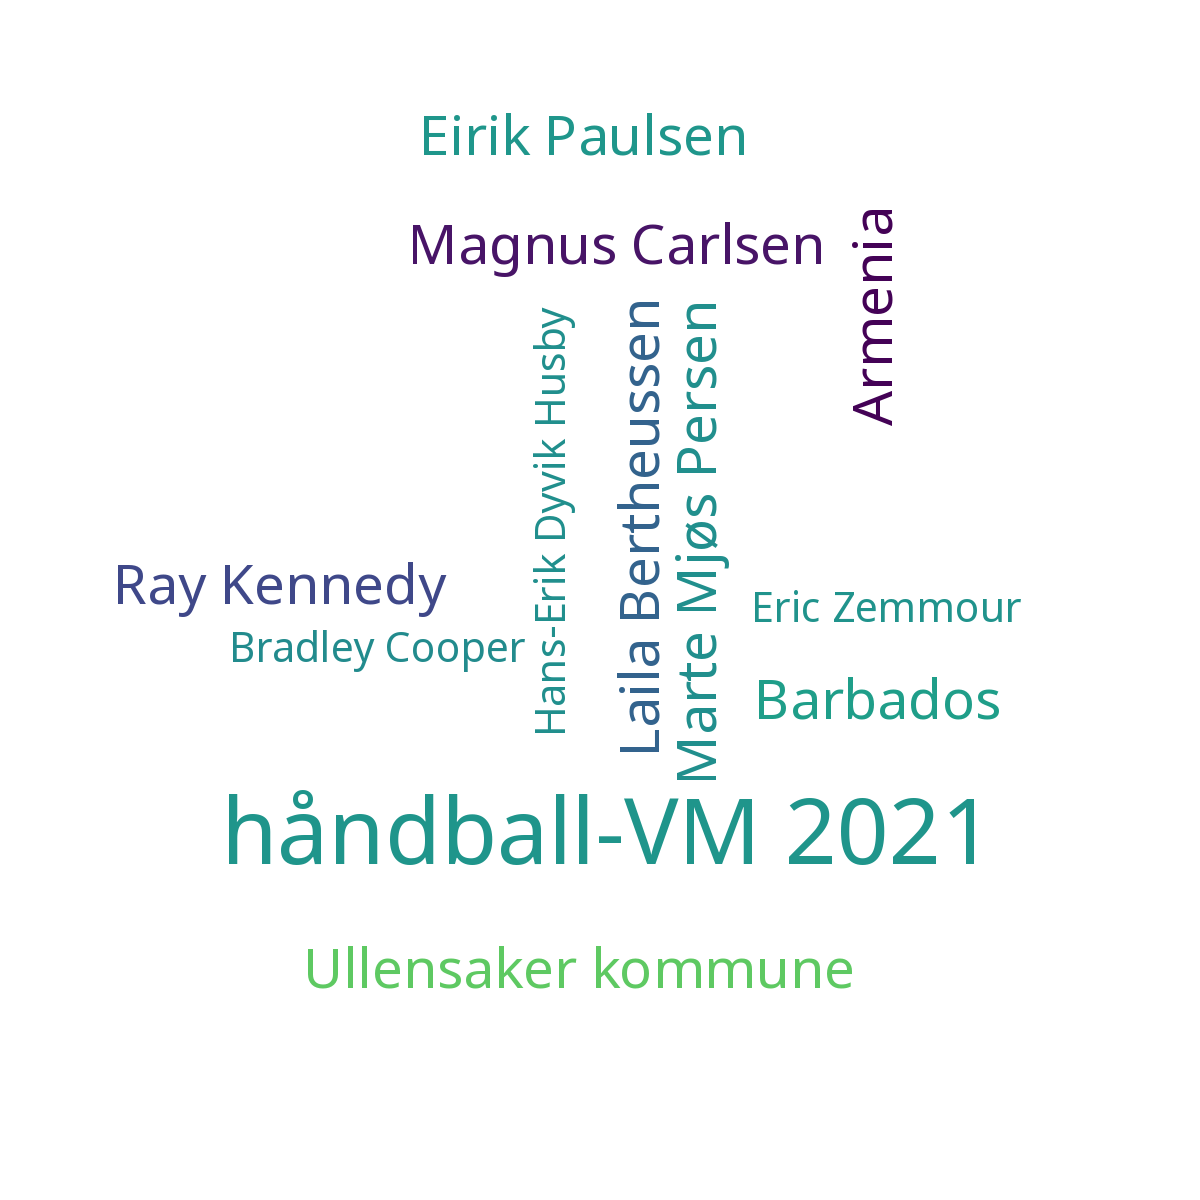 Eirik Paulsen
Magnus Carlsen
Armenia
Hans-Erik Dyvik Husby
Laila Bertheussen
Marte Mjøs Persen
Ray Kennedy
Eric Zemmour
Bradley Cooper
Barbados
håndball-VM 2021
Ullensaker kommune